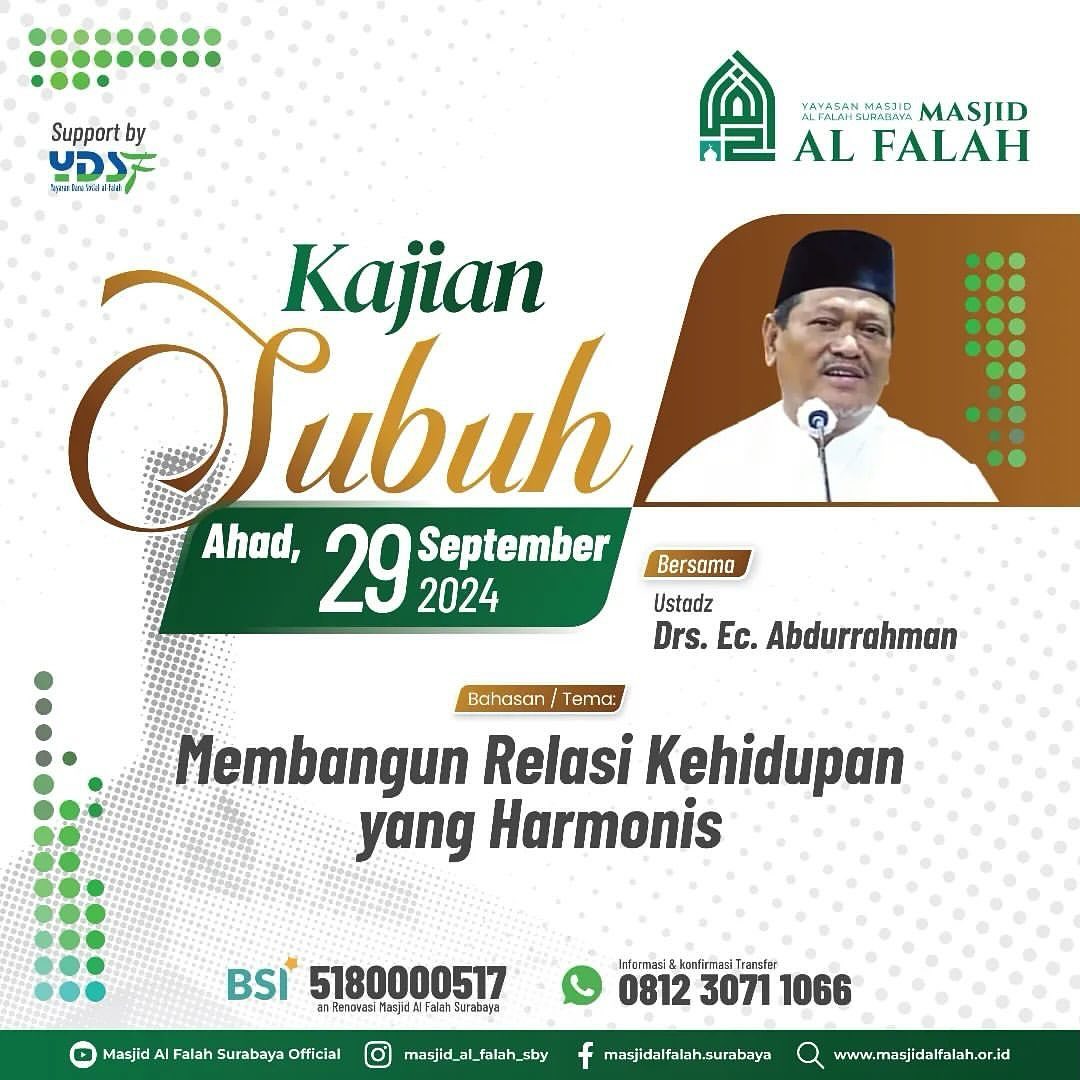 Support by
YDSF
Yayasan Dana Sosial al-Falah
YAYASAN MASJID
AL FALAH SURABAYA
MASJID
AL FALAH
Kajian
Subuh
Ahad, 29 September
2024
Bersama
Ustadz
Drs. Ec. Abdurrahman
Bahasan / Tema:
Membangun Relasi Kehidupan
yang Harmonis
BSI 5180000517
an Renovasi Masjid Al Falah Surabaya
Informasi & konfirmasi Transfer
0812 3071 1066
Masjid Al Falah Surabaya Official
masjid_al_falah_sby
masjidalfalah.surabaya
www.masjidalfalah.or.id